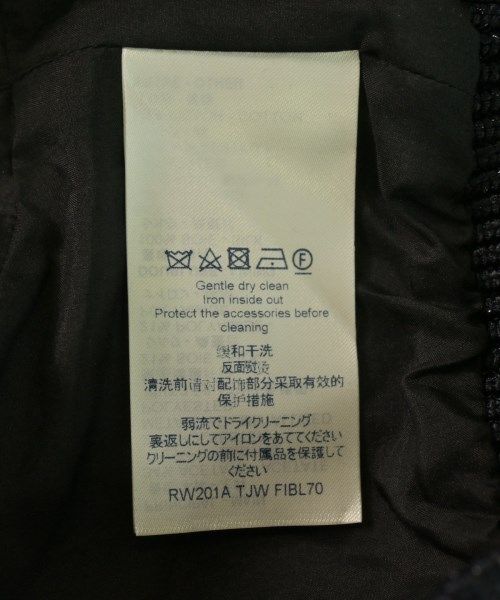 Gentle dry clean
Iron inside out
Protect the accessories before
cleaning
缓和干洗
反面熨烫
清洗前请对配饰部分采取有效的
保护措施
弱流でドライクリーニング
裏返しにしてアイロンをあててください
クリーニングの前に付属品を保護して
ください
RW201A TJW FIBL70